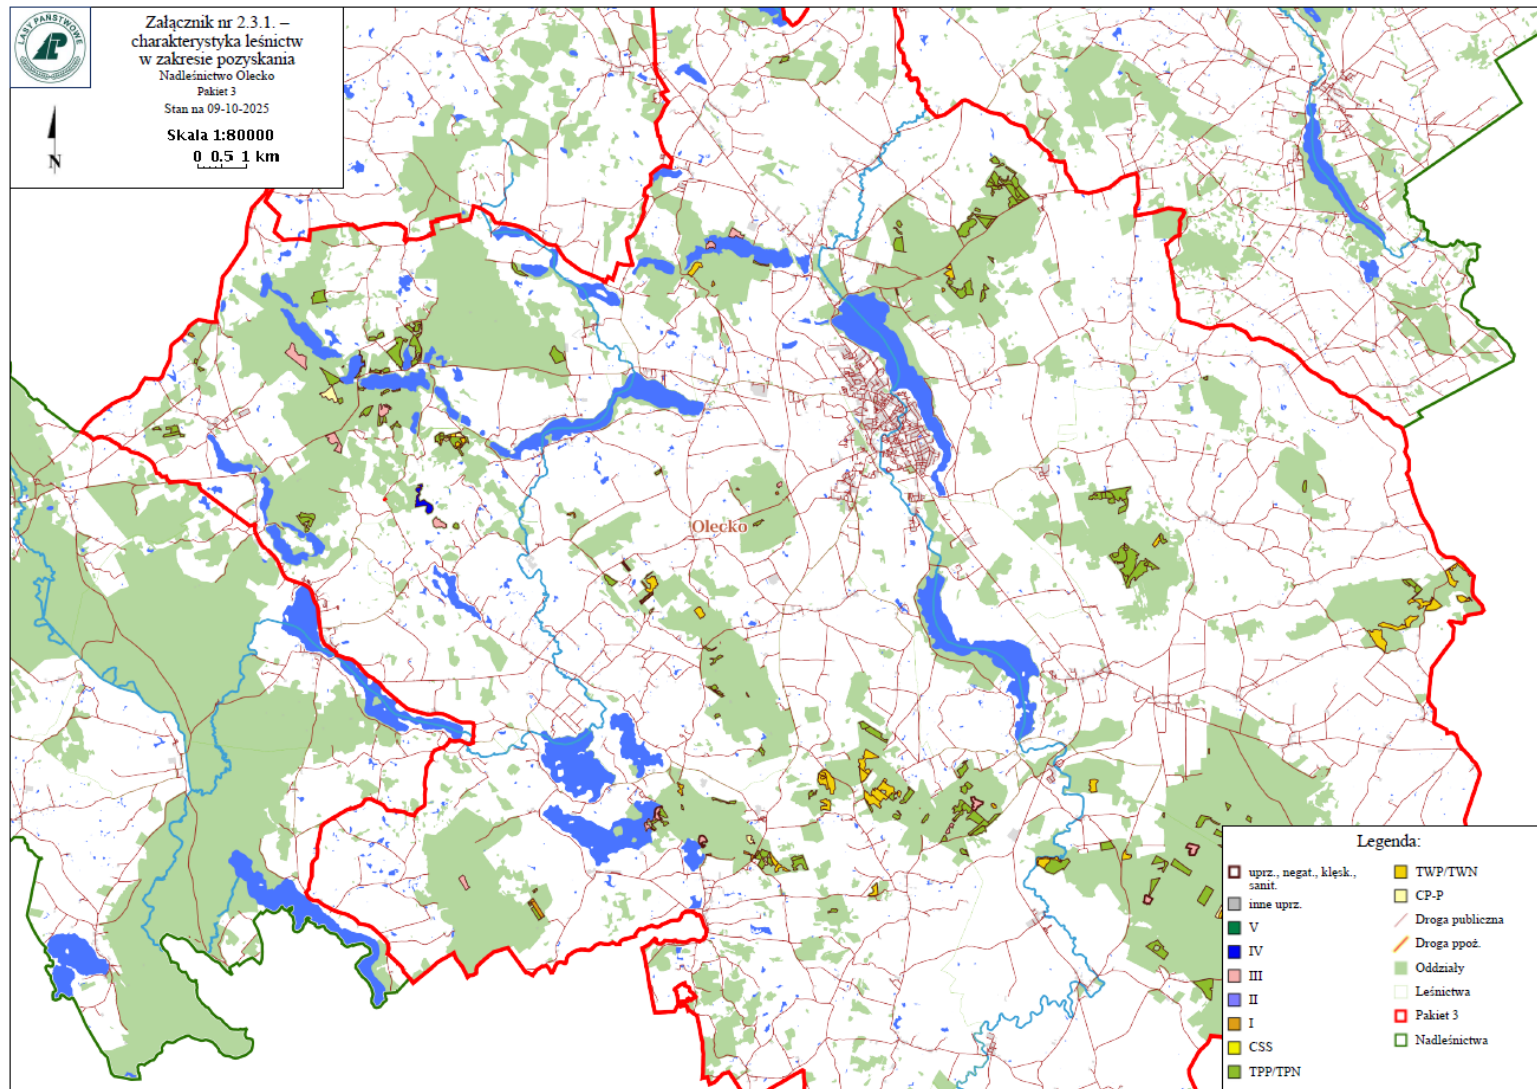 LASY PAŃSTWOWE
Załącznik nr 2.3.1. –
charakterystyka leśnictw
w zakresie pozyskania
Nadleśnictwo Olecko
Pakiet 3
Stan na 09-10-2025
Skala 1:80000
0 0.5 1 km
N
Olecko
Legenda:
uprz., negat., klęsk.,
sanit.
inne uprz.
V
IV
III
II
I
CSS
TPP/TPN
TWP/TWN
CP-P
Droga publiczna
Droga ppoż.
Oddziały
Leśnictwa
Pakiet 3
Nadleśnictwa